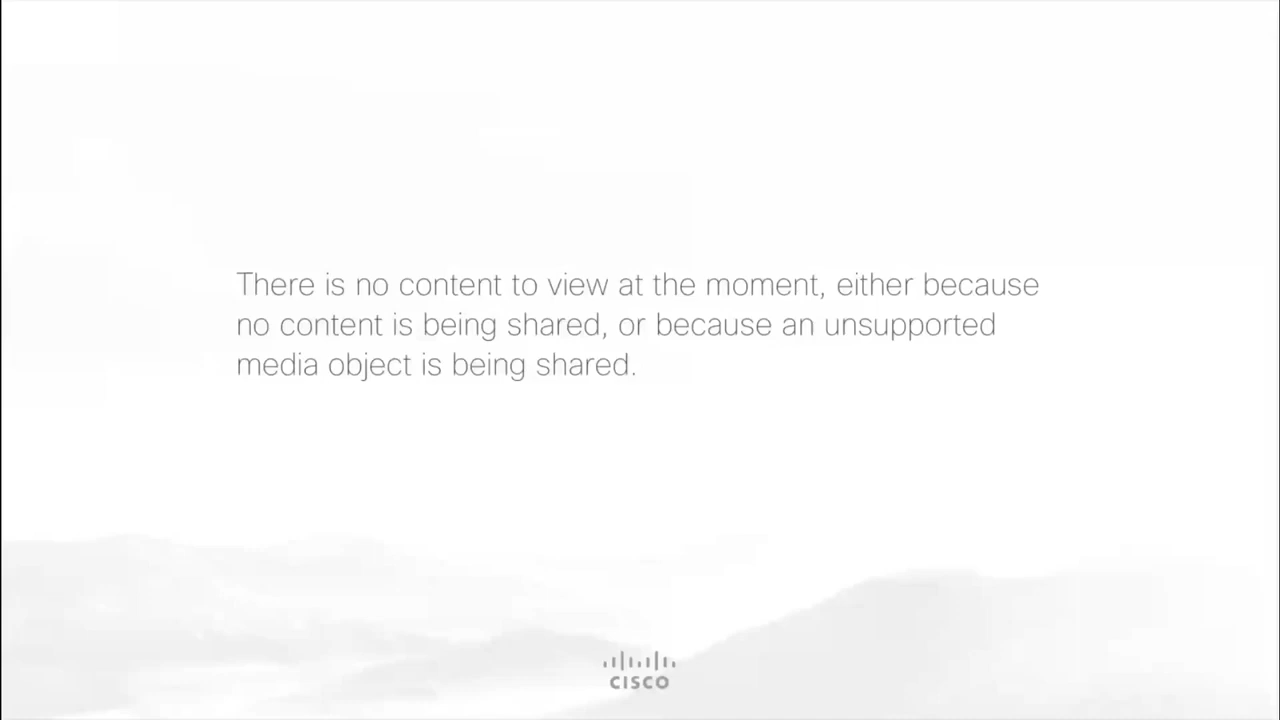 There is no content to view at the moment, either because
no content is being shared, or because an unsupported
media object is being shared.
CISCO